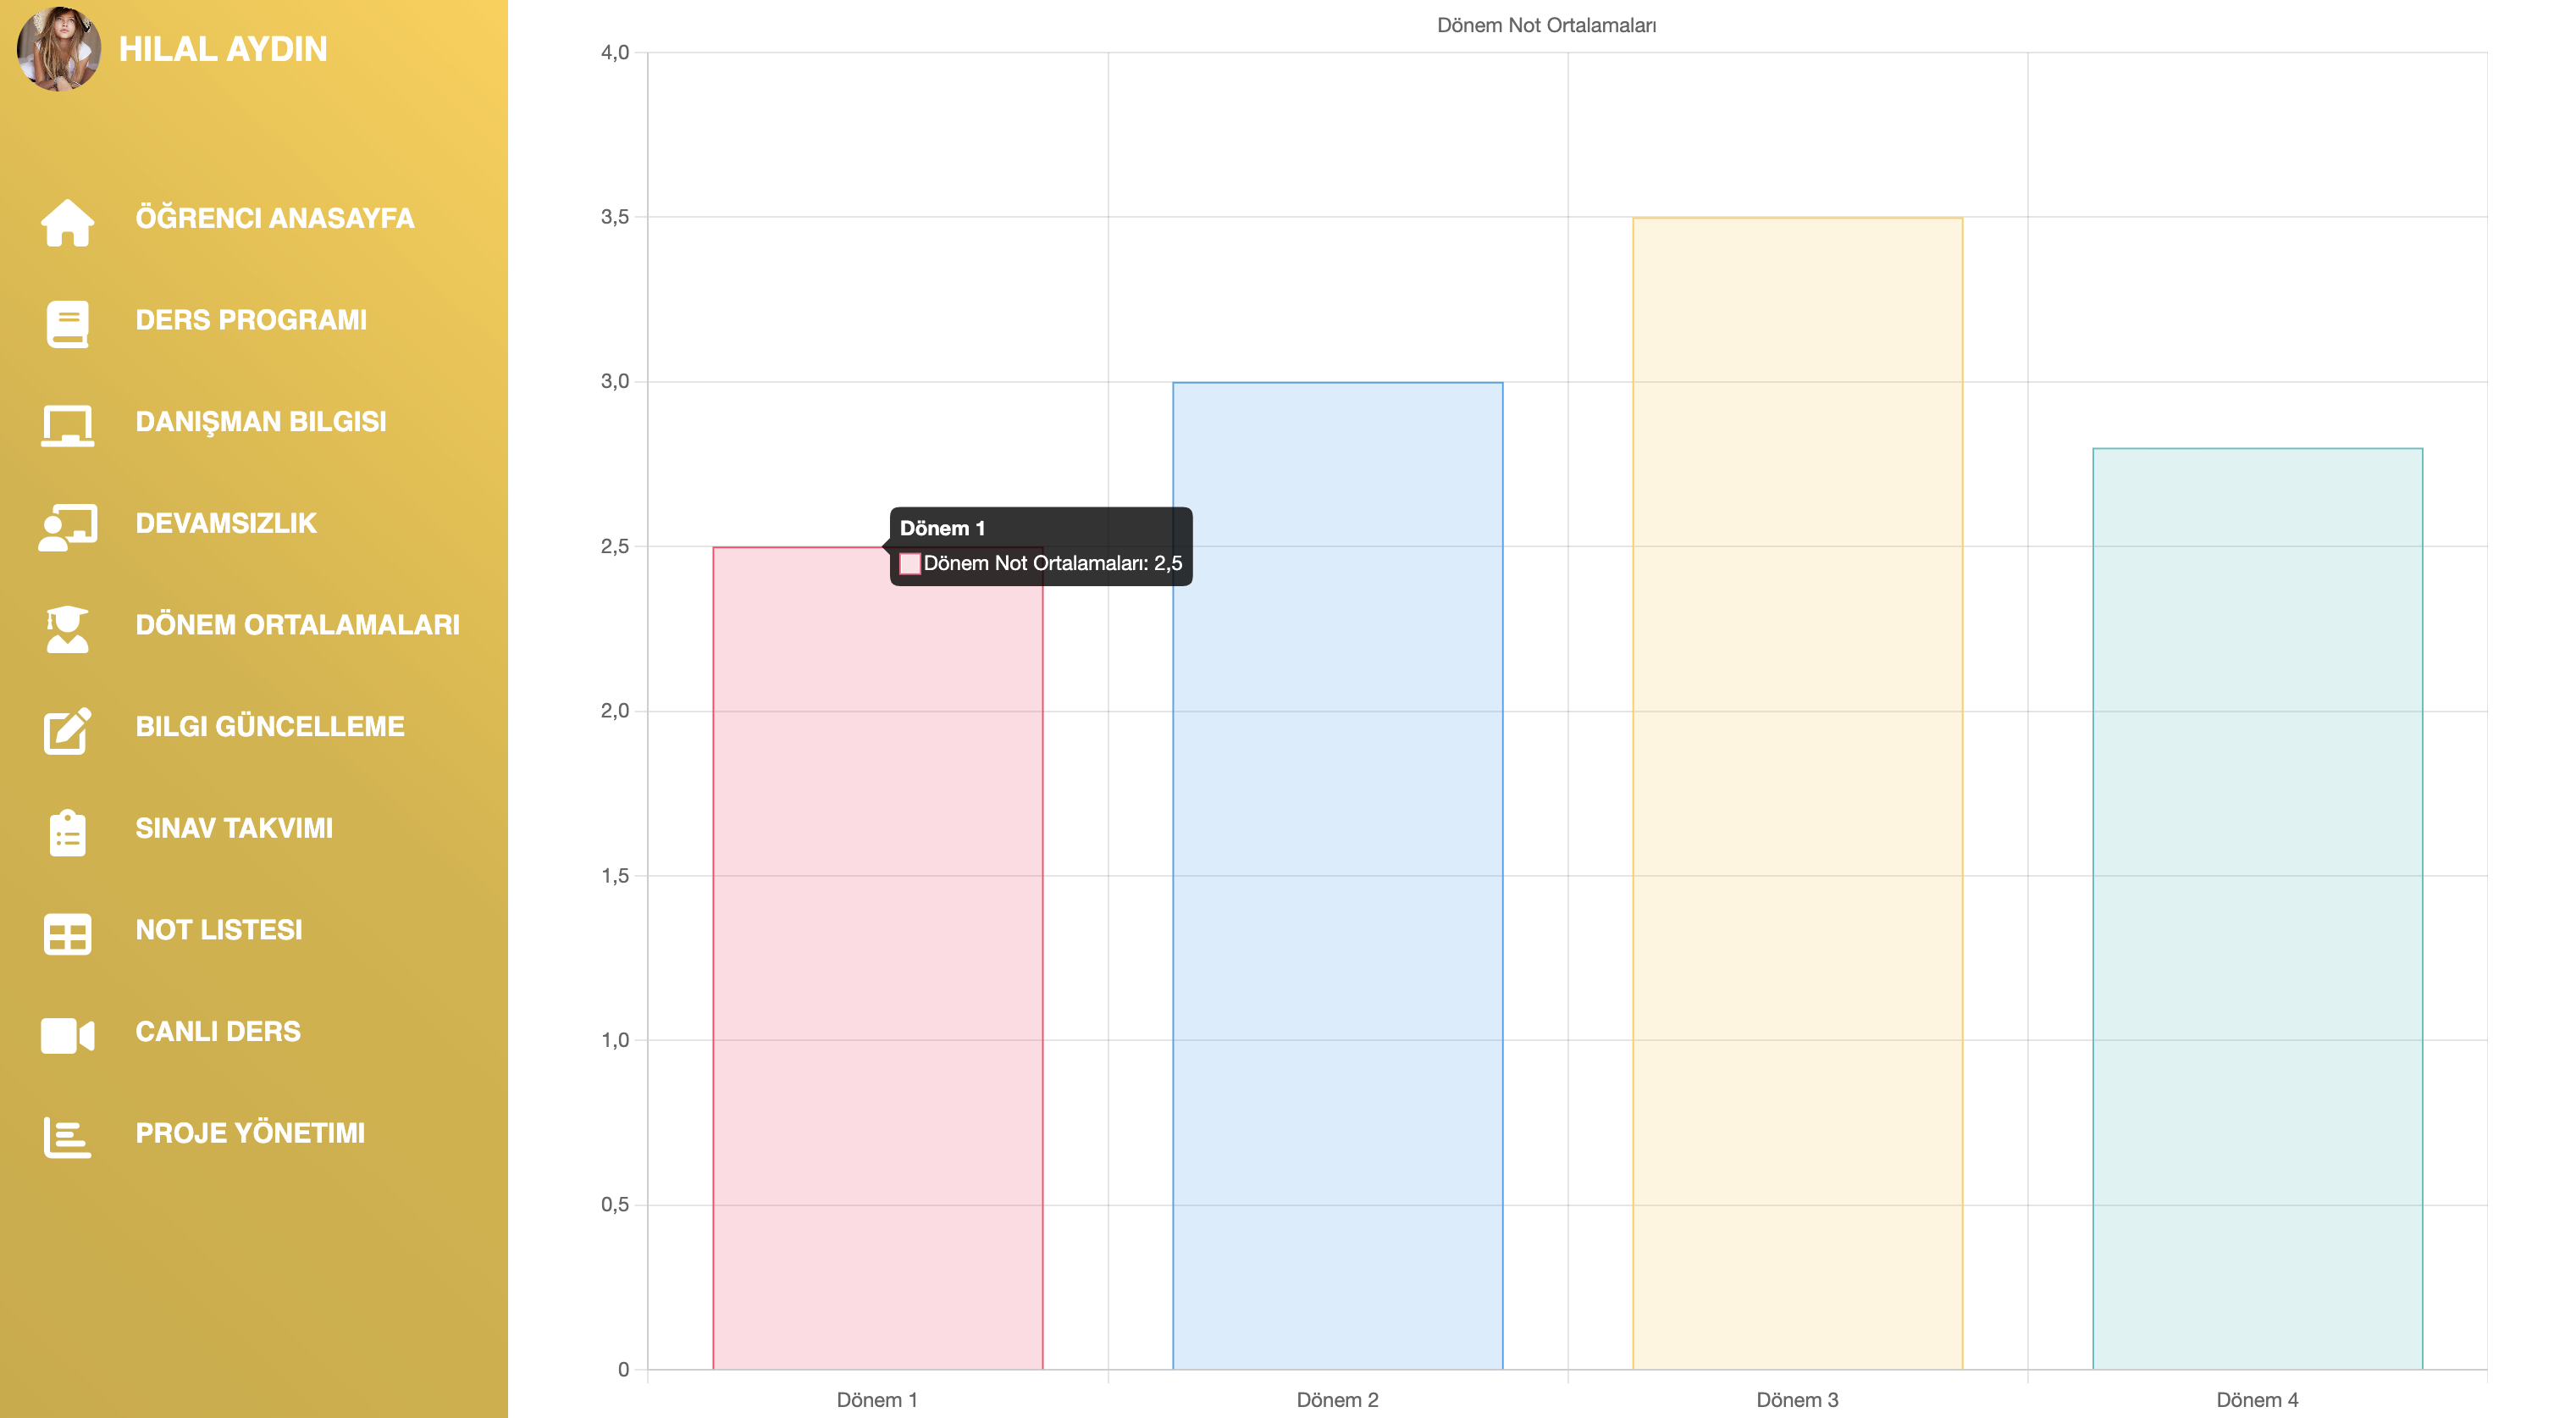 HILAL AYDIN
ÖĞRENCI ANASAYFA
DERS PROGRAMI
DANIŞMAN BILGISI
DEVAMSIZLIK
DÖNEM ORTALAMALARI
BILGI GÜNCELLEME
SINAV TAKVIMI
NOT LISTESI
CANLI DERS
PROJE YÖNETIMI
Dönem Not Ortalamaları
4,0
3,5
3,0
2,5
2,0
1,5
1,0
0,5
0
Dönem 1
Dönem Not Ortalamaları: 2,5
Dönem 1 Dönem 2 Dönem 3 Dönem 4